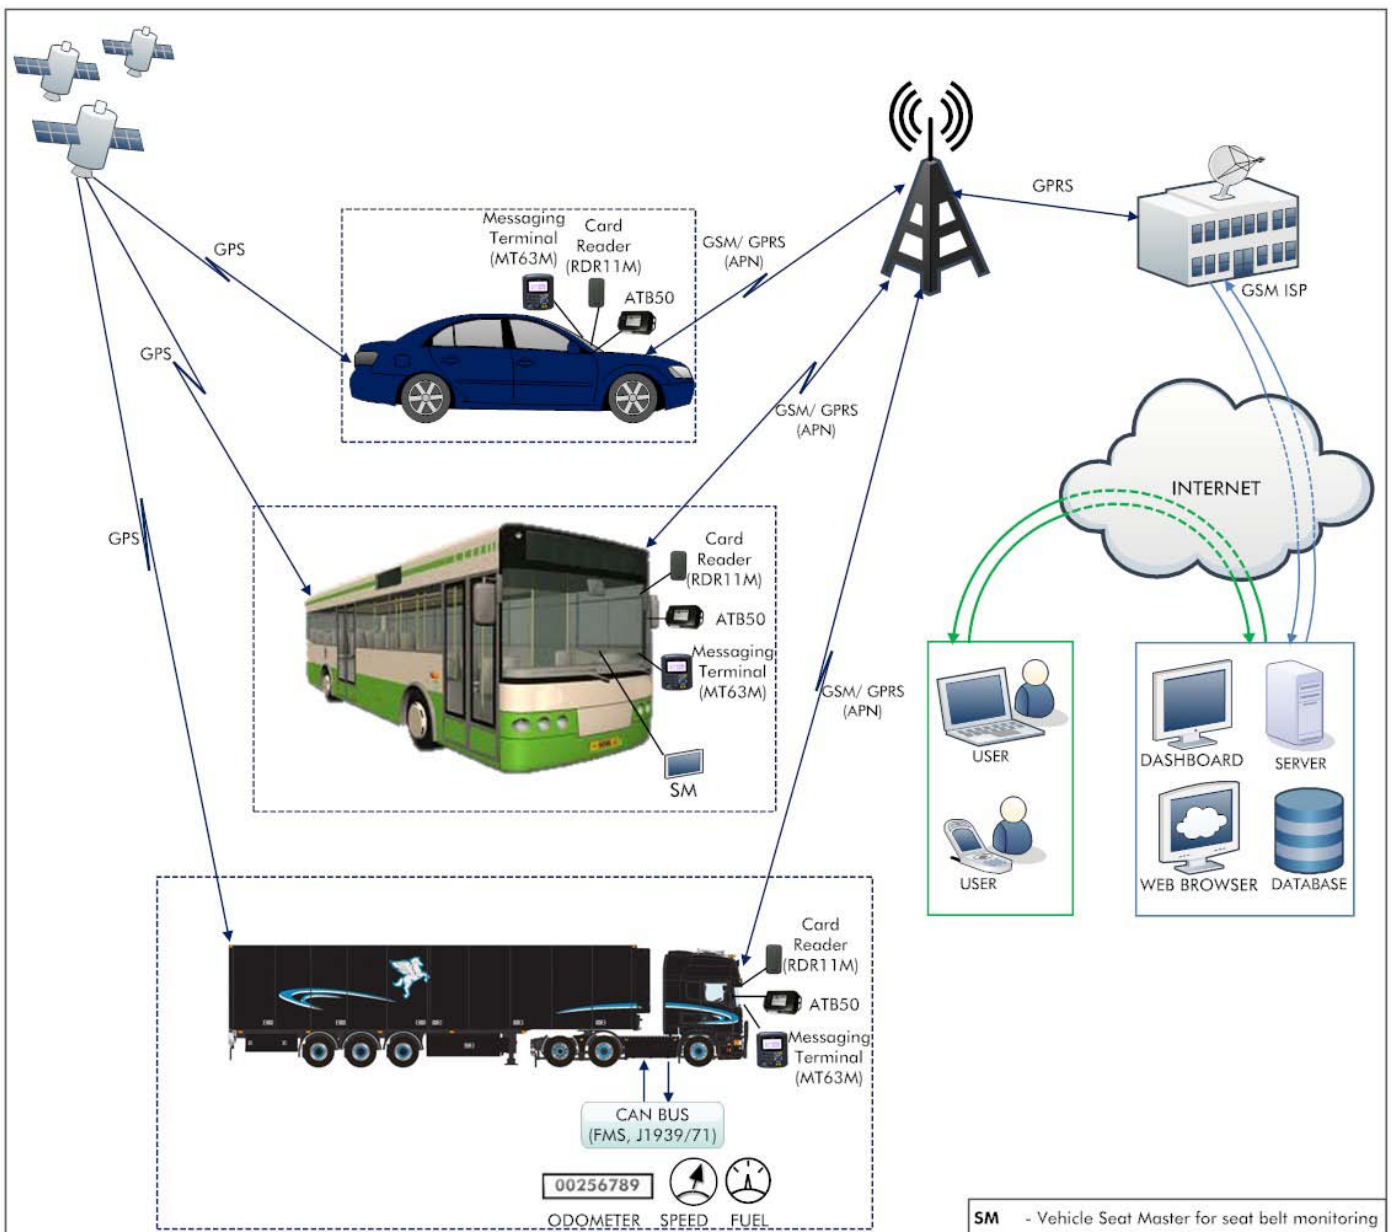 GPS
GPS
GPS
Messaging
Terminal
(MT63M)
Card
Reader
(RDR11M)
ATB50
GSM/ GPRS
(APN)
GPRS
GSM ISP
GSM/ GPRS
(APN)
INTERNET
Card
Reader
(RDR11M)
ATB50
Messaging
Terminal
(MT63M)
SM
GSM/ GPRS
(APN)
USER
USER
DASHBOARD
SERVER
WEB BROWSER
DATABASE
Card
Reader
(RDR11M)
ATB50
Messaging
Terminal
(MT63M)
CAN BUS
(FMS, J1939/71)
00256789
ODOMETER
SPEED
FUEL
SM - Vehicle Seat Master for seat belt monitoring